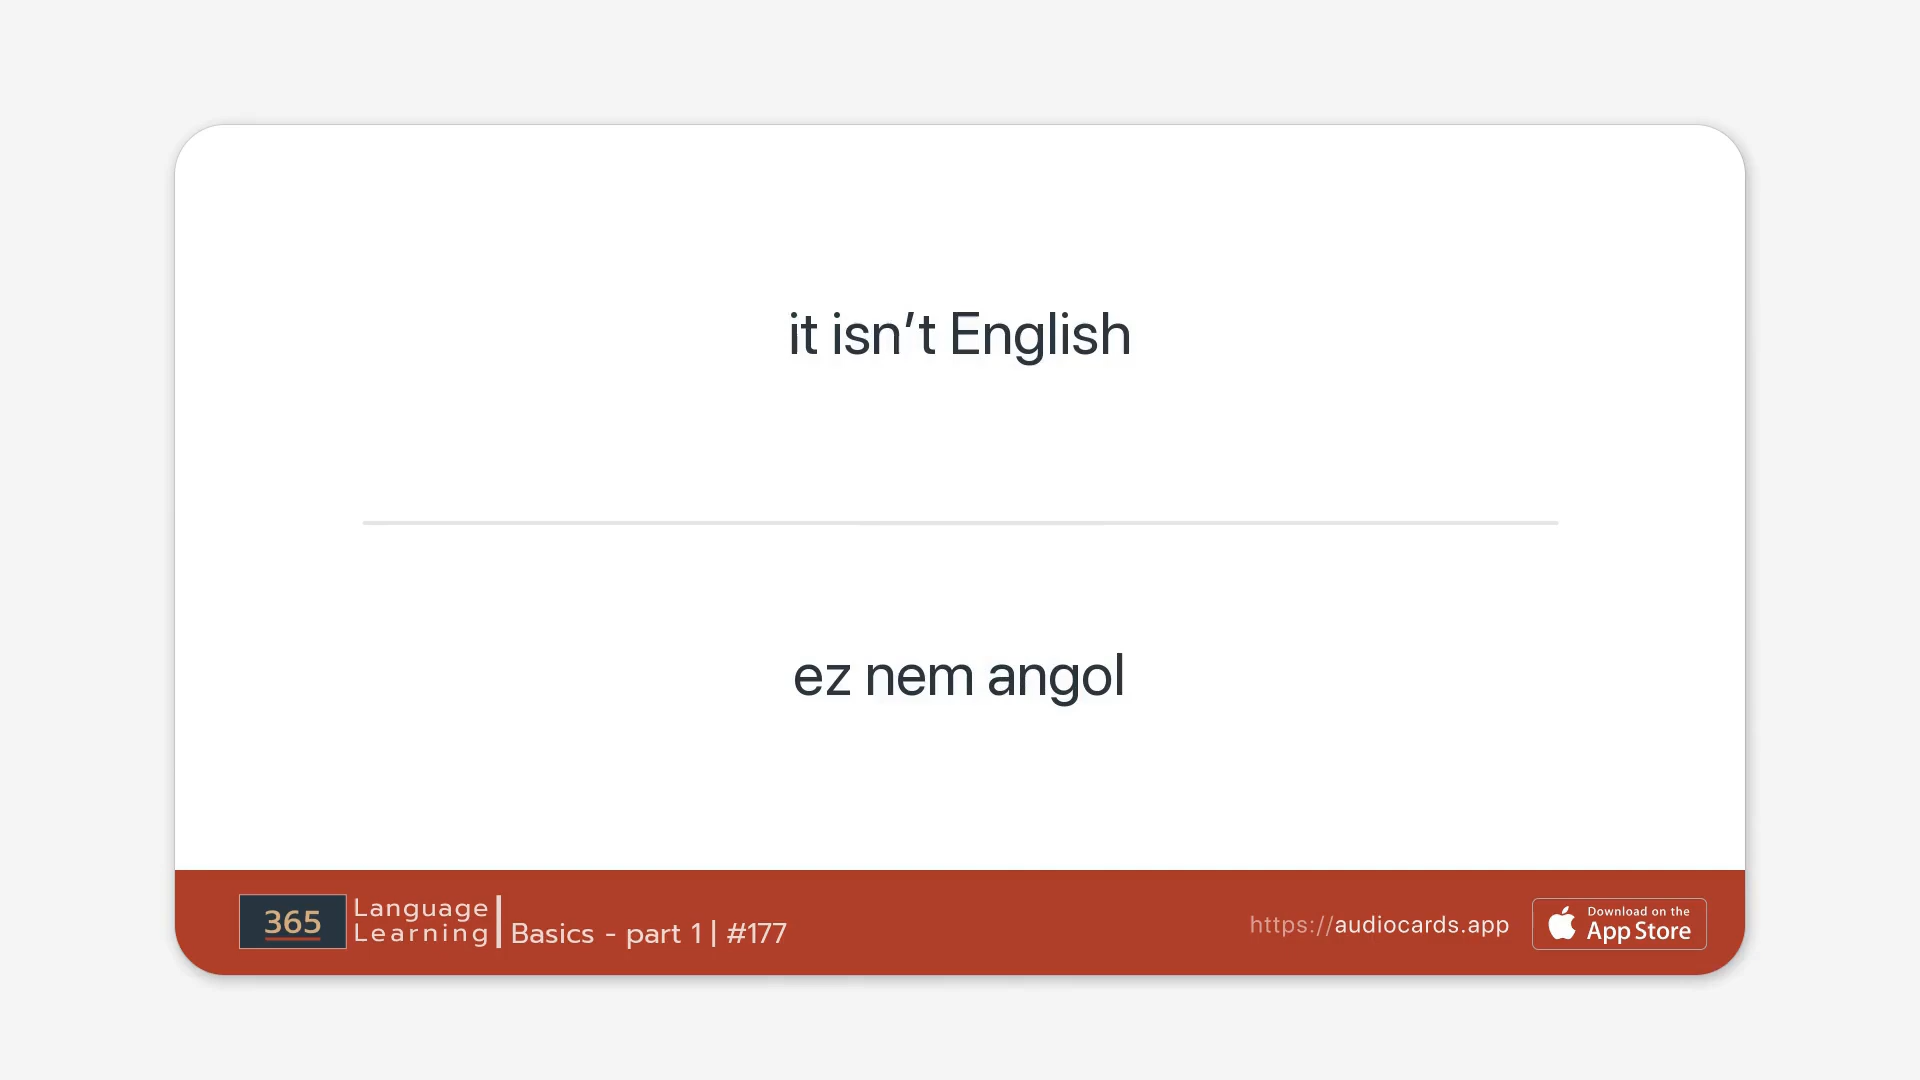 it isn’t English
ez nem angol
365
Language
Learning
Basics - part 1 | #177
https://audiocards.app
Download on the
App Store